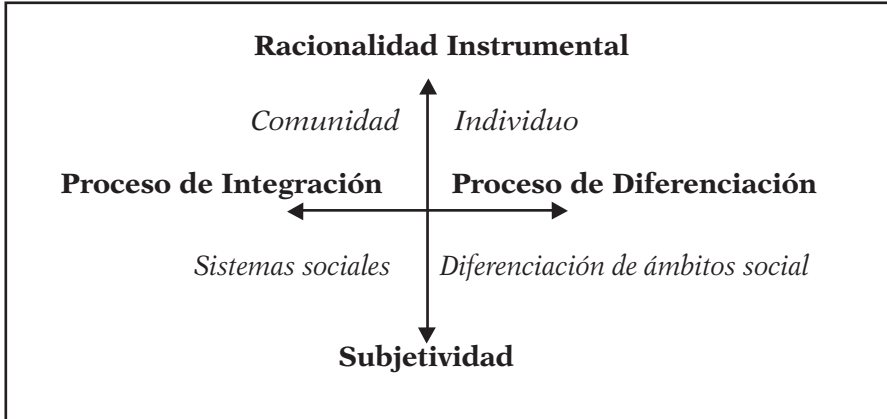 Racionalidad Instrumental
Comunidad Individuo
Proceso de Integración Proceso de Diferenciación
Sistemas sociales Diferenciación de ámbitos social
Subjetividad